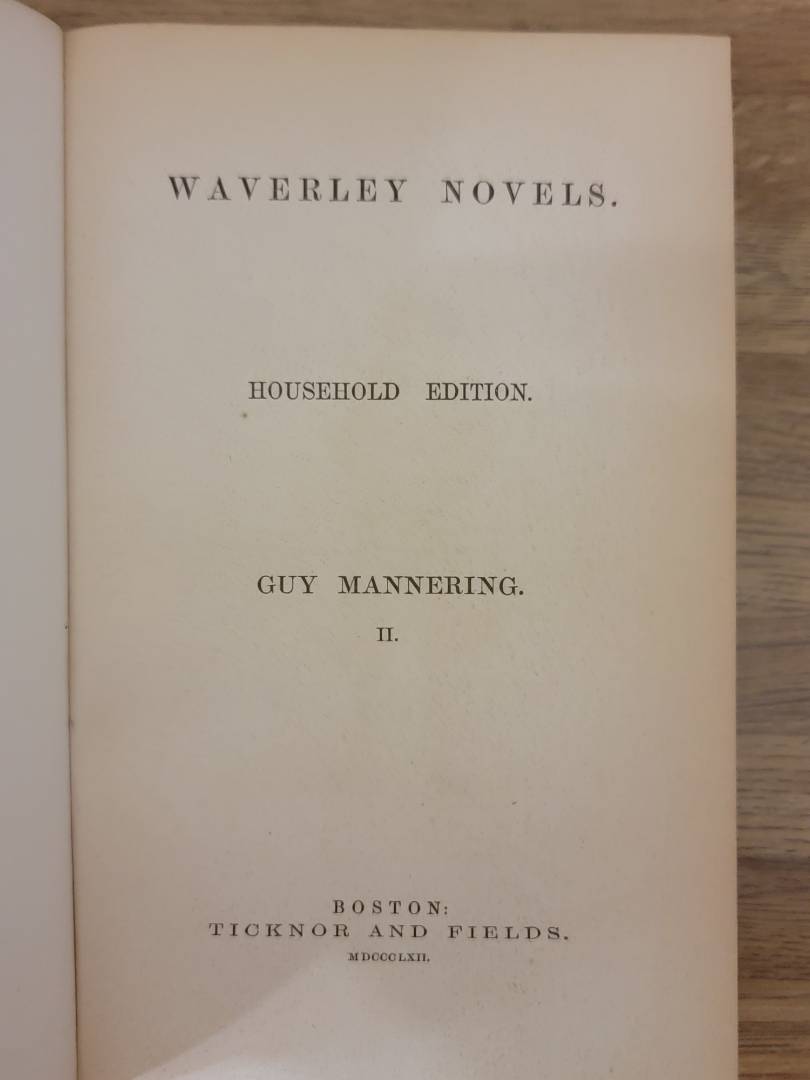 WAVERLEY NOVELS.
HOUSEHOLD EDITION.
GUY MANNERING.
II.
BOSTON:
TICKNOR AND FIELDS.
MDCCCLXII.